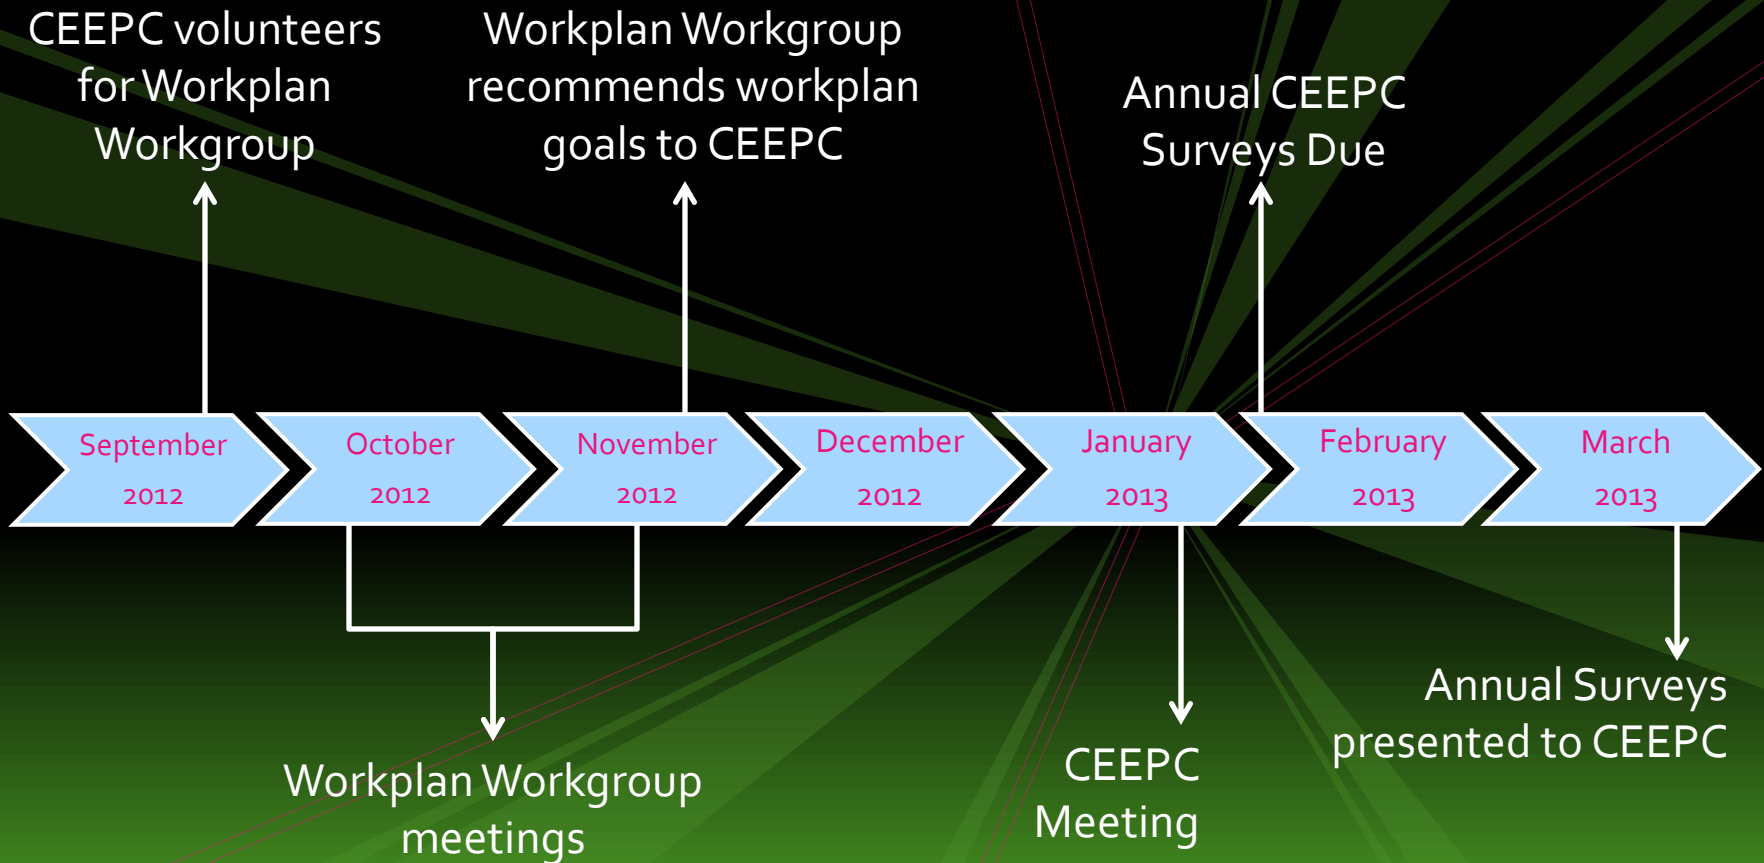 CEEPC volunteers
for Workplan
Workgroup
Workplan Workgroup
recommends workplan
goals to CEEPC
Annual CEEPC
Surveys Due
September
2012
October
2012
November
2012
December
2012
January
2013
February
2013
March
2013
Workplan Workgroup
meetings
CEEPC
Meeting
Annual Surveys
presented to CEEPC